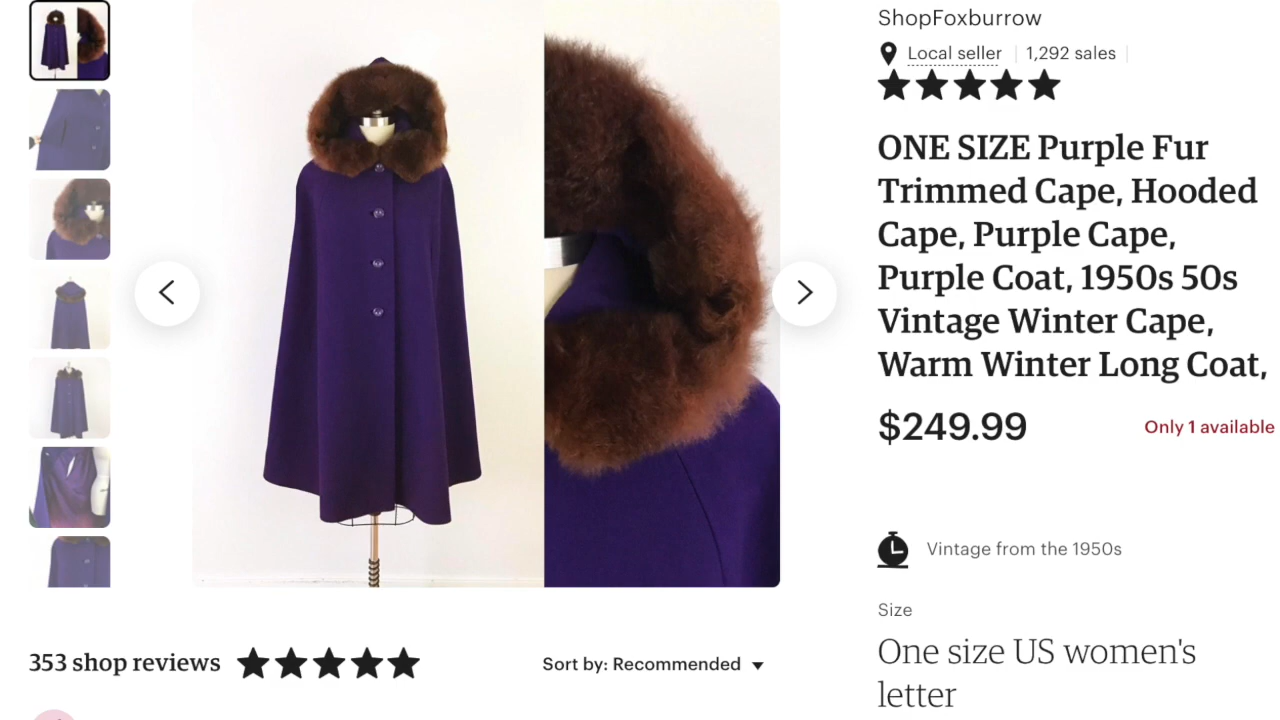 ShopFoxburrow
Local seller
1,292 sales
ONE SIZE Purple Fur
Trimmed Cape, Hooded
Cape, Purple Cape,
Purple Coat, 1950s 50s
Vintage Winter Cape,
Warm Winter Long Coat,
$249.99
Only 1 available
Vintage from the 1950s
Size
One size US women's
letter
353 shop reviews
Sort by: Recommended